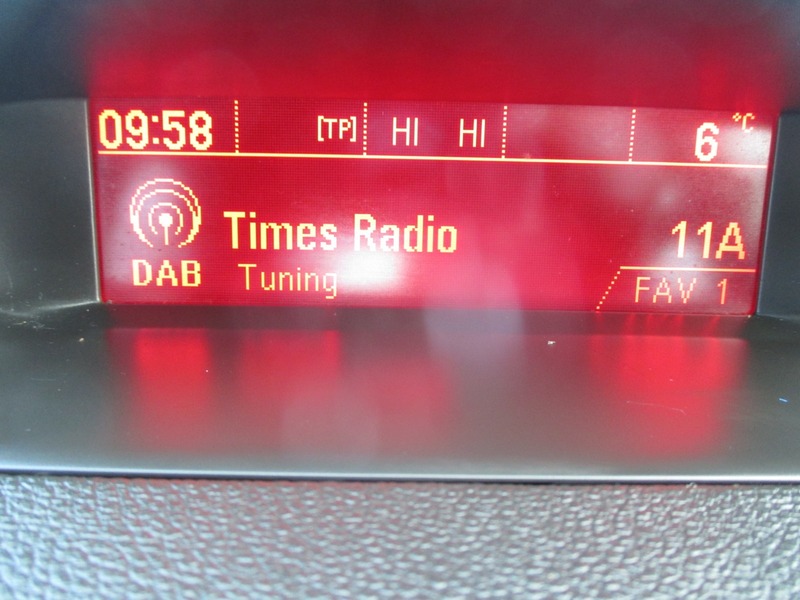 09:58 [TP] HI HI 6 °C
Times Radio 11A
DAB Tuning FAV 1